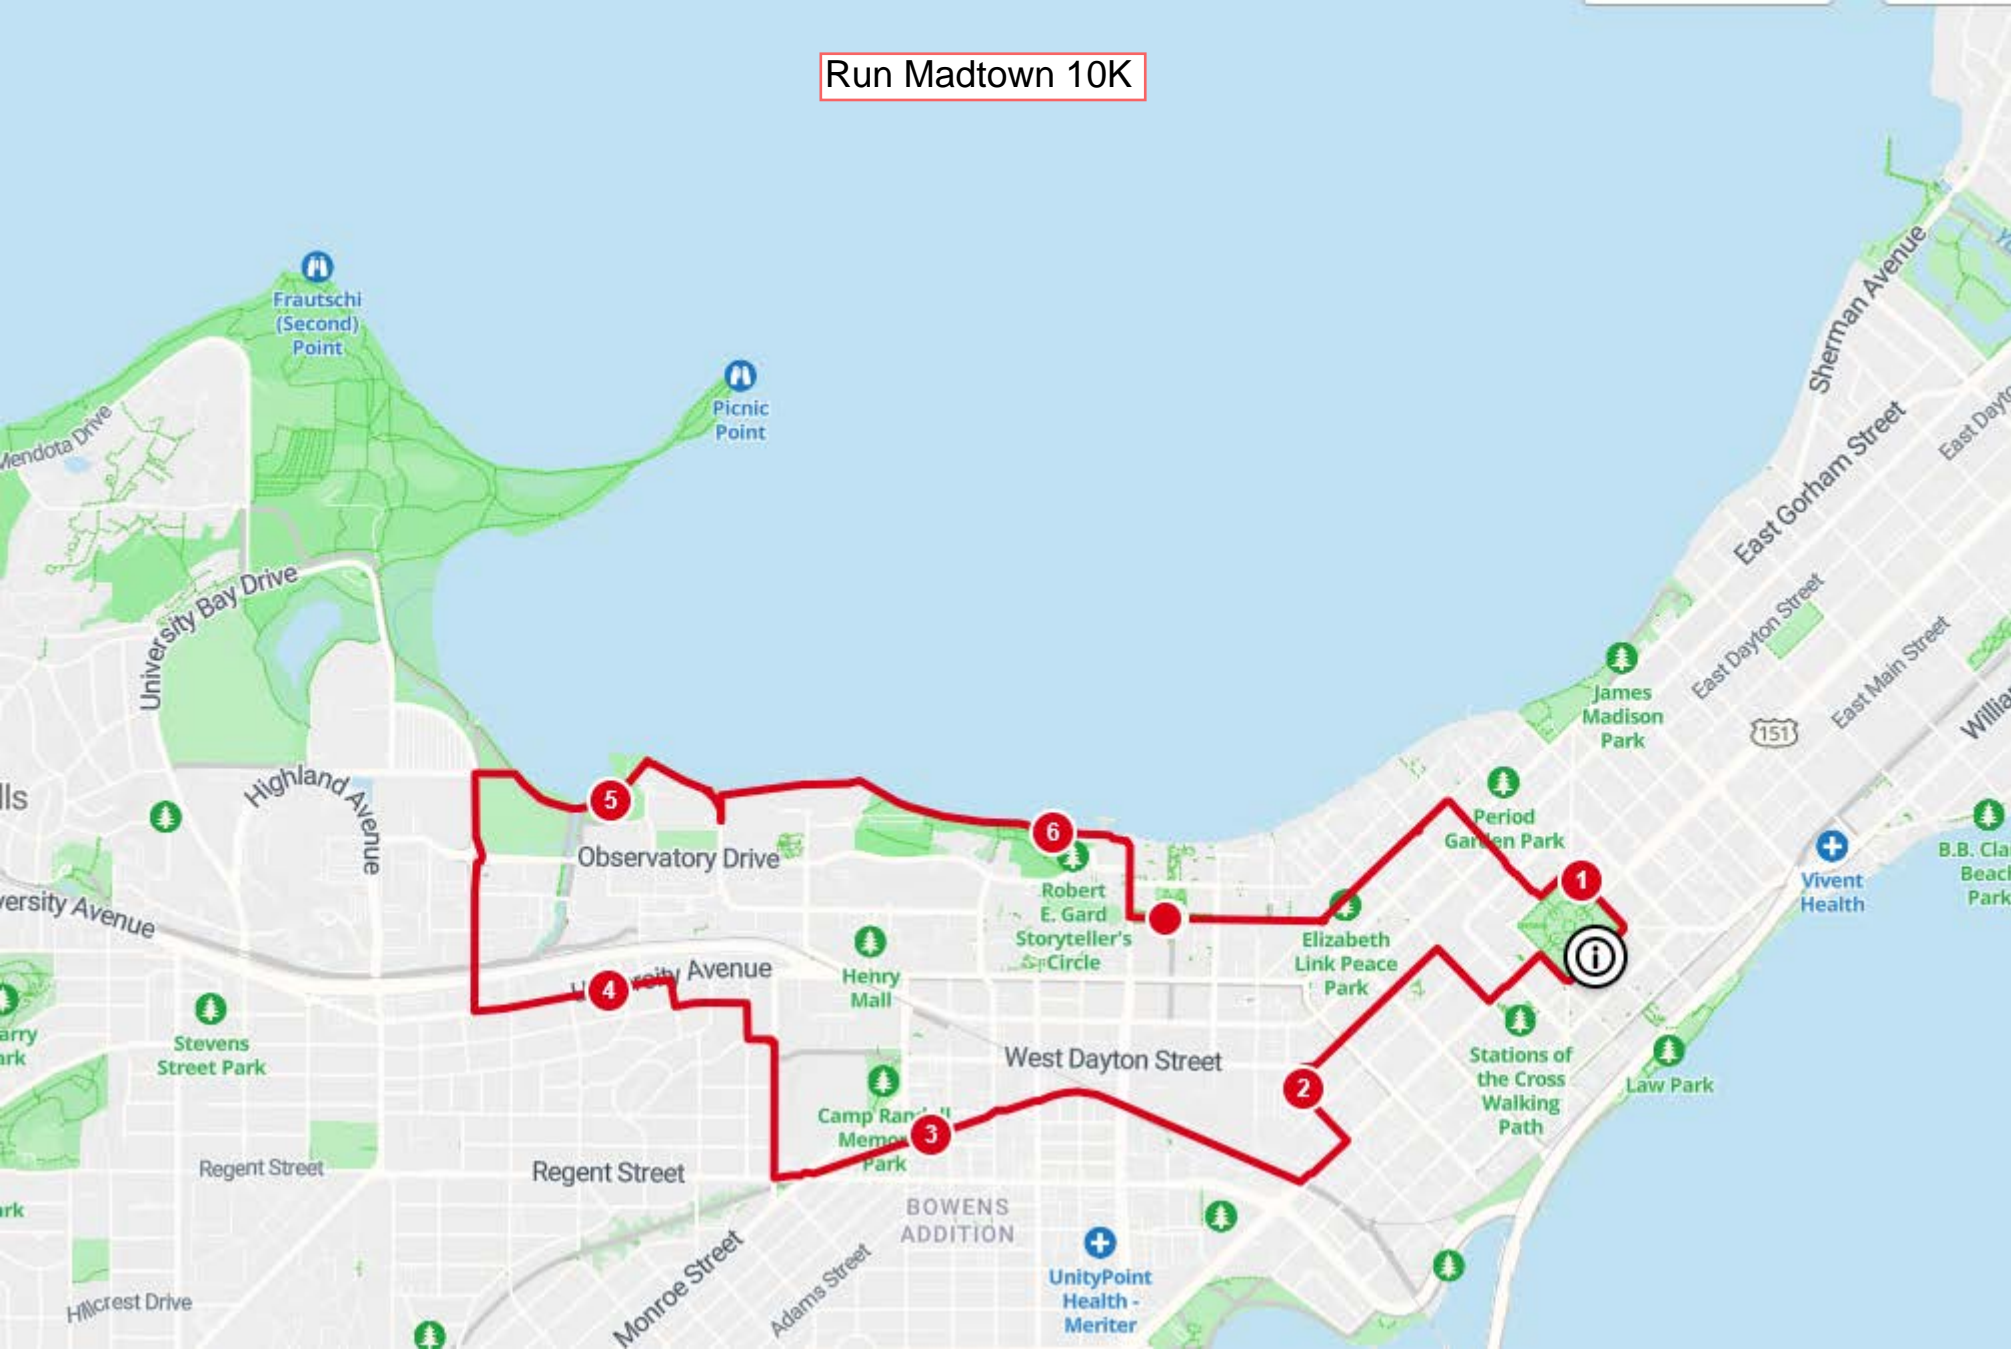 Run Madtown 10K
Frautschi
(Second)
Point
Picnic
Point
Mendota Drive
Sherman Avenue
East Gorham Street
East Dayton Street
East Main Street
University Bay Drive
James
Madison
Park
151
lls
Highland Avenue
5
6
1
Period
Garden Park
Observatory Drive
Vivent
Health
Robert
E. Gard
Storyteller's
Circle
Elizabeth
Link Peace
Park
Henry
Mall
4
University Avenue
Stevens
Street Park
West Dayton Street
2
Stations of
the Cross
Walking
Path
Law Park
3
Regent Street
Regent Street
BOWENS
ADDITION
UnityPoint
Health -
Meriter
Monroe Street
Adams Street
Hillcrest Drive